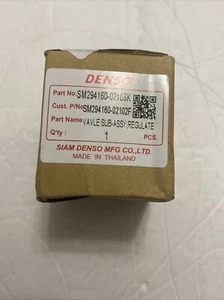 DENSO
Part No. SM294160-02108K
Cust. P/No SM294160-02102F
Part Name VAVLE SUB-ASSY,REGULATE
Q'ty : 1 PCS.
SIAM DENSO MFG CO.,LTD.
MADE IN THAILAND